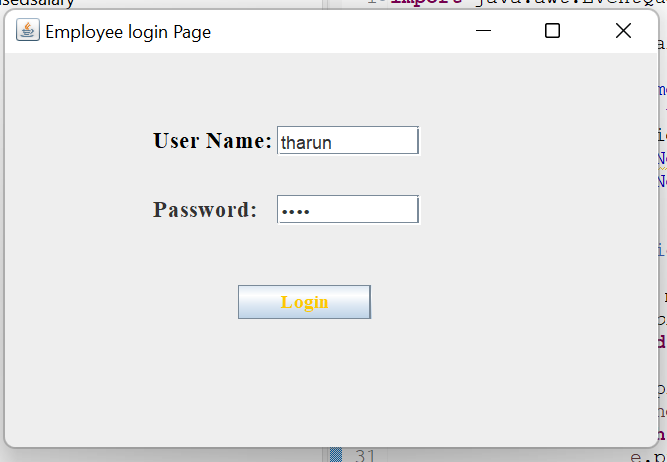 Employee login Page
User Name: tharun
Password: ••••
Login
31
e.p